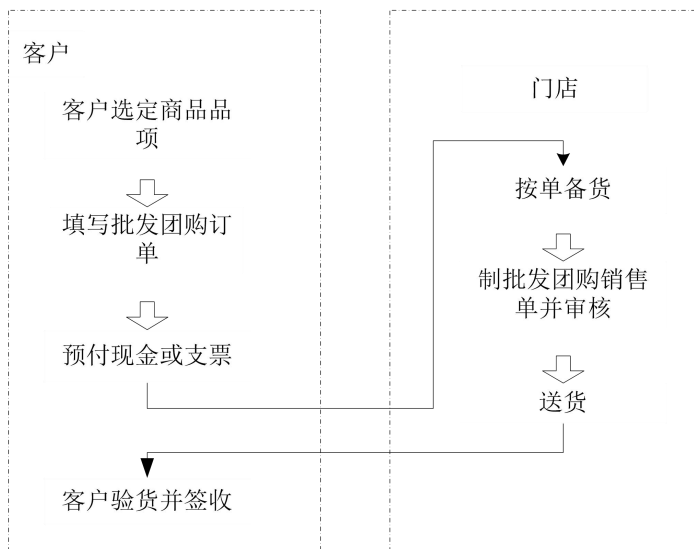 客户
客户选定商品品
项
填写批发团购订
单
预付现金或支票
客户验货并签收
门店
按单备货
制批发团购销售
单并审核
送货